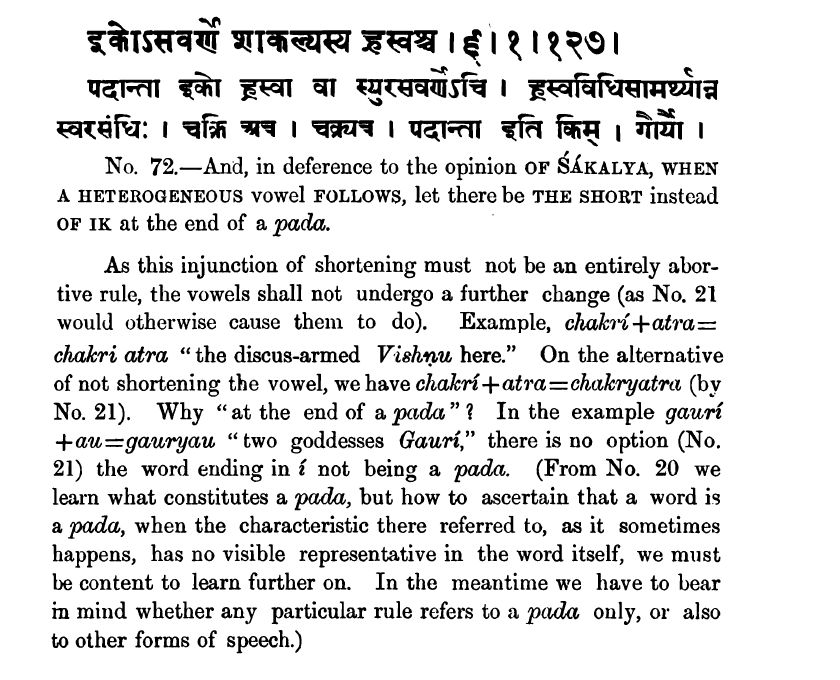 इकोऽसवर्णे शाकल्यस्य ह्रस्वश्च । ६ । १ । १२७ ।
पदान्ता इको ह्रस्वा वा स्युरसवर्णेऽचि । ह्रस्वविधिसामर्थ्यान्न
स्वरसंधिः । चक्रि अत्र । चक्र्यत्र । पदान्ता इति किम् । गौर्यौ ।
No. 72.—And, in deference to the opinion OF ŚÁKALYA, WHEN
A HETEROGENEOUS vowel FOLLOWS, let there be THE SHORT instead
OF IK at the end of a pada.
As this injunction of shortening must not be an entirely abor-
tive rule, the vowels shall not undergo a further change (as No. 21
would otherwise cause them to do). Example, chakrí+atra=
chakri atra “the discus-armed Vishṇu here.” On the alternative
of not shortening the vowel, we have chakrí+atra=chakryatra (by
No. 21). Why “at the end of a pada”? In the example gaurí
+au=gauryau “two goddesses Gaurí,” there is no option (No.
21) the word ending in í not being a pada. (From No. 20 we
learn what constitutes a pada, but how to ascertain that a word is
a pada, when the characteristic there referred to, as it sometimes
happens, has no visible representative in the word itself, we must
be content to learn further on. In the meantime we have to bear
in mind whether any particular rule refers to a pada only, or also
to other forms of speech.)